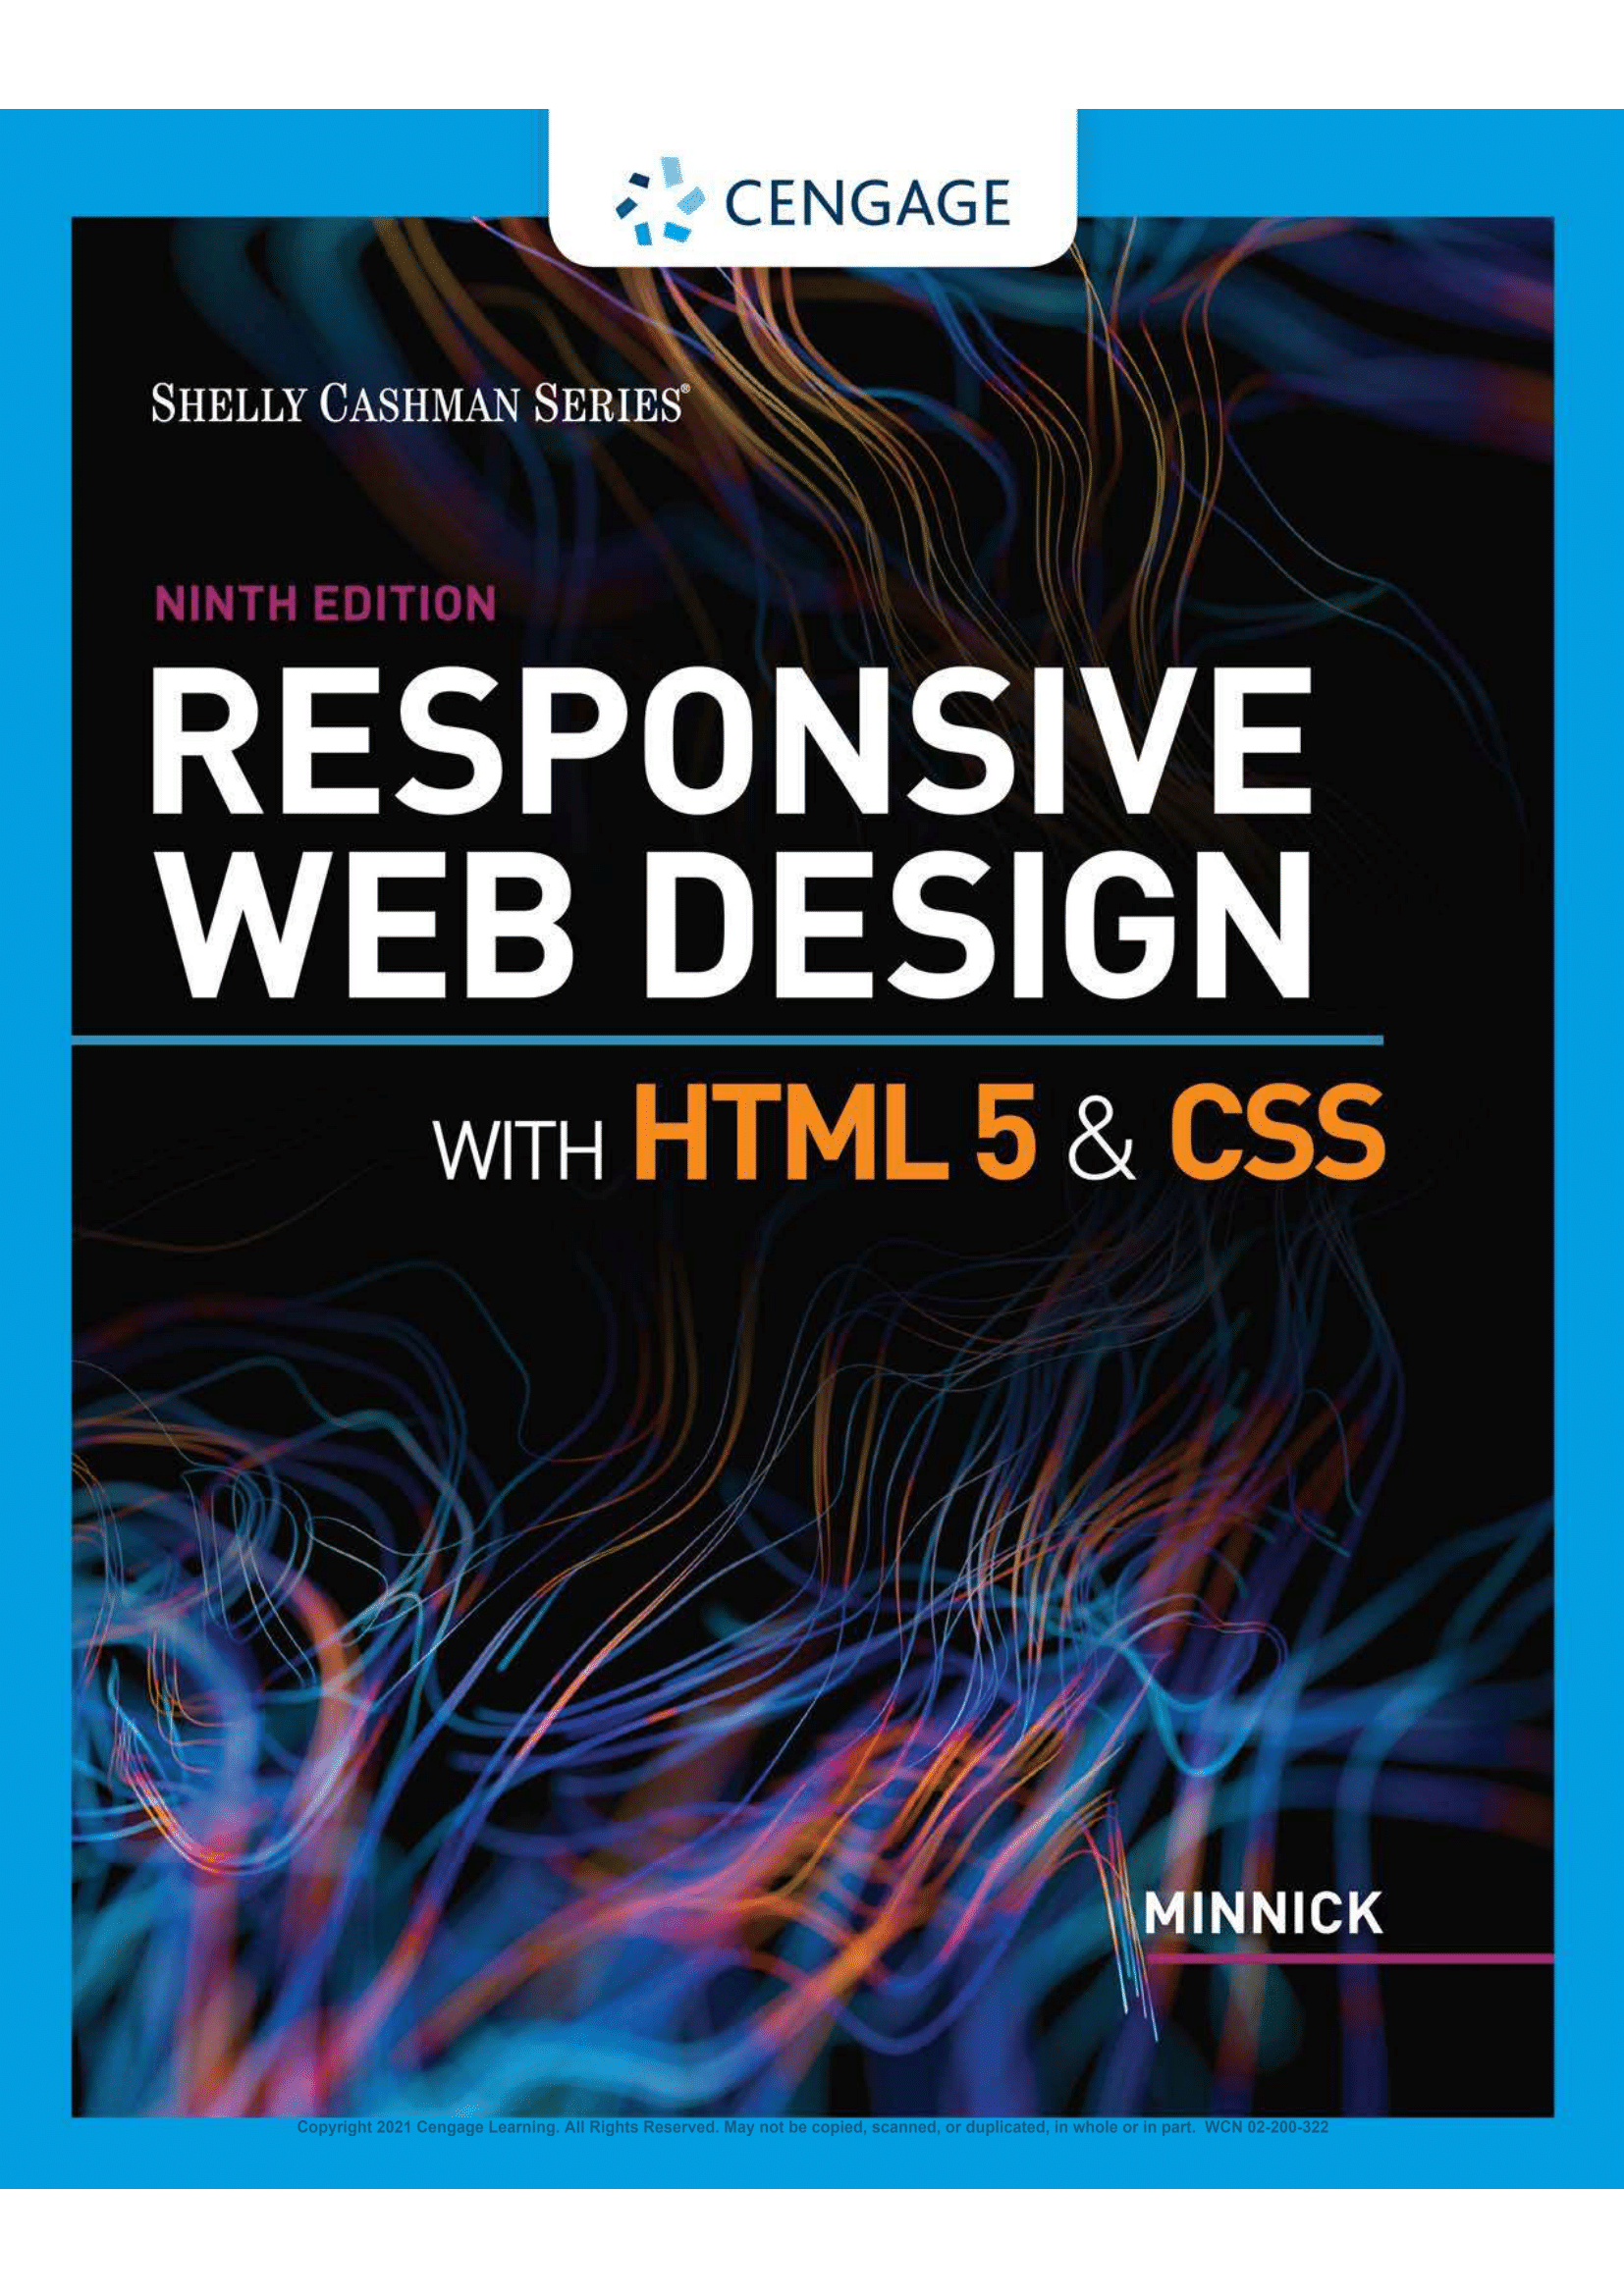 CENGAGE
SHELLY CASHMAN SERIES®
NINTH EDITION
RESPONSIVE
WEB DESIGN
WITH HTML 5 & CSS
MINNICK
Copyright 2021 Cengage Learning. All Rights Reserved. May not be copied, scanned, or duplicated, in whole or in part. WCN 02-200-322